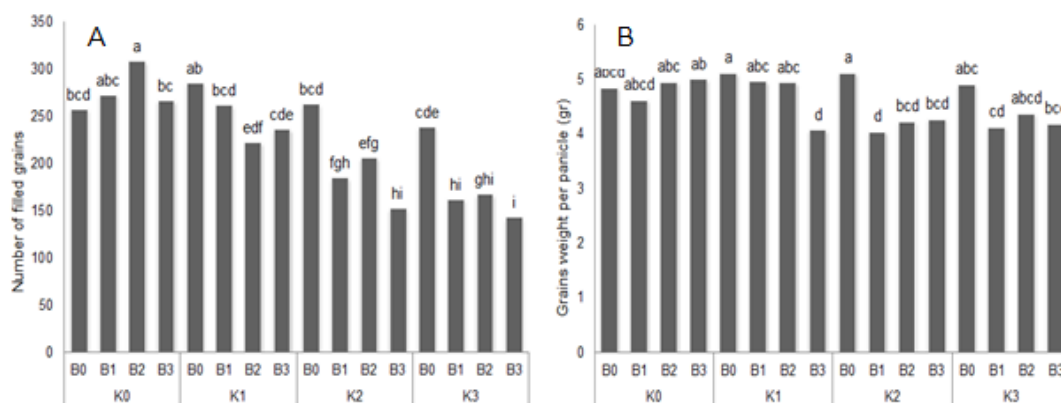 A
Number of filled grains
350
300
250
200
150
100
50
0
bcd abc a bc ab bcd edf cde bcd fgh efg hi cde hi ghi i
B0 B1 B2 B3 B0 B1 B2 B3 B0 B1 B2 B3 B0 B1 B2 B3
K0 K1 K2 K3
B
Grains weight per panicle (gr)
6
5
4
3
2
1
0
abcd abcd abc ab a abc abc d a d bcd bcd abc cd abcd bcd
B0 B1 B2 B3 B0 B1 B2 B3 B0 B1 B2 B3 B0 B1 B2 B3
K0 K1 K2 K3